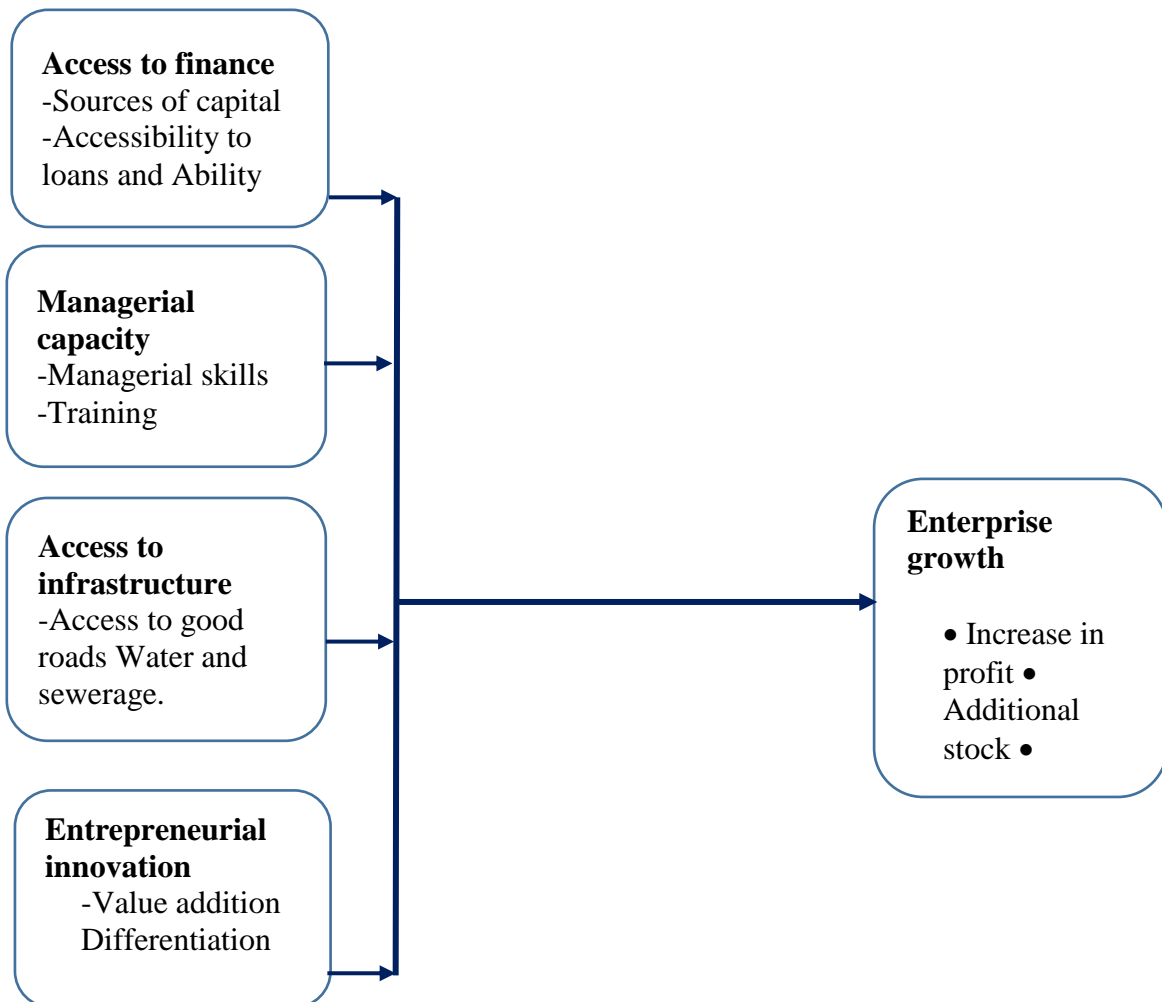 Access to finance
-Sources of capital
-Accessibility to
loans and Ability
Managerial
capacity
-Managerial skills
-Training
Access to
infrastructure
-Access to good
roads Water and
sewerage.
Entrepreneurial
innovation
-Value addition
Differentiation
Enterprise
growth
• Increase in
profit •
Additional
stock •